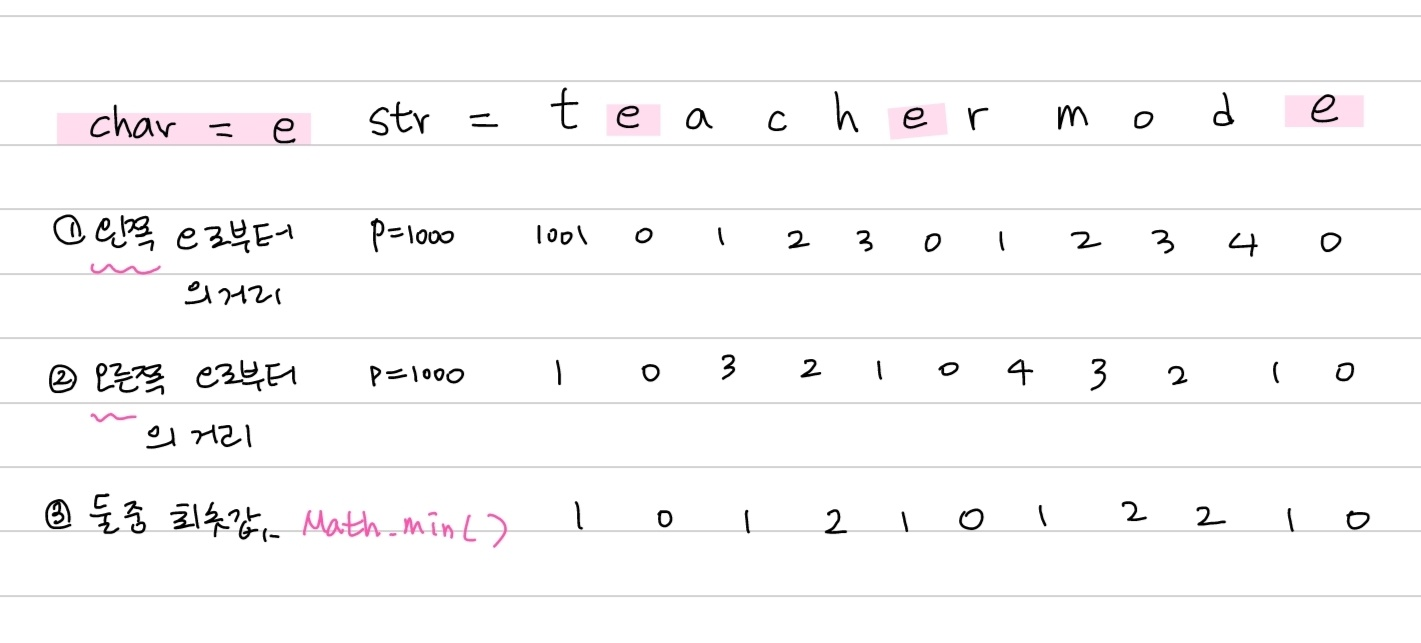 char = e str = t e a c h e r m o d e
① 왼쪽 e로부터 p=1000 1001 0 1 2 3 0 1 2 3 4 0
의 거리
② 오른쪽 e로부터 p=1000 1 0 3 2 1 0 4 3 2 1 0
의 거리
③ 둘중 최솟값. Math.min() 1 0 1 2 1 0 1 2 2 1 0